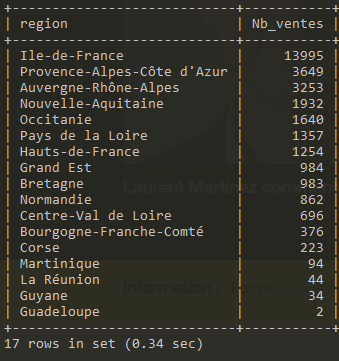 +---------------------------+-----------+
| region | Nb_ventes |
+---------------------------+-----------+
| Ile-de-France | 13995 |
| Provence-Alpes-Côte d'Azur | 3649 |
| Auvergne-Rhône-Alpes | 3253 |
| Nouvelle-Aquitaine | 1932 |
| Occitanie | 1640 |
| Pays de la Loire | 1357 |
| Hauts-de-France | 1254 |
| Grand Est | 984 |
| Bretagne | 983 |
| Normandie | 862 |
| Centre-Val de Loire | 696 |
| Bourgogne-Franche-Comté | 376 |
| Corse | 223 |
| Martinique | 94 |
| La Réunion | 44 |
| Guyane | 34 |
| Guadeloupe | 2 |
+---------------------------+-----------+
17 rows in set (0.34 sec)
Laurent Martinez
Information :